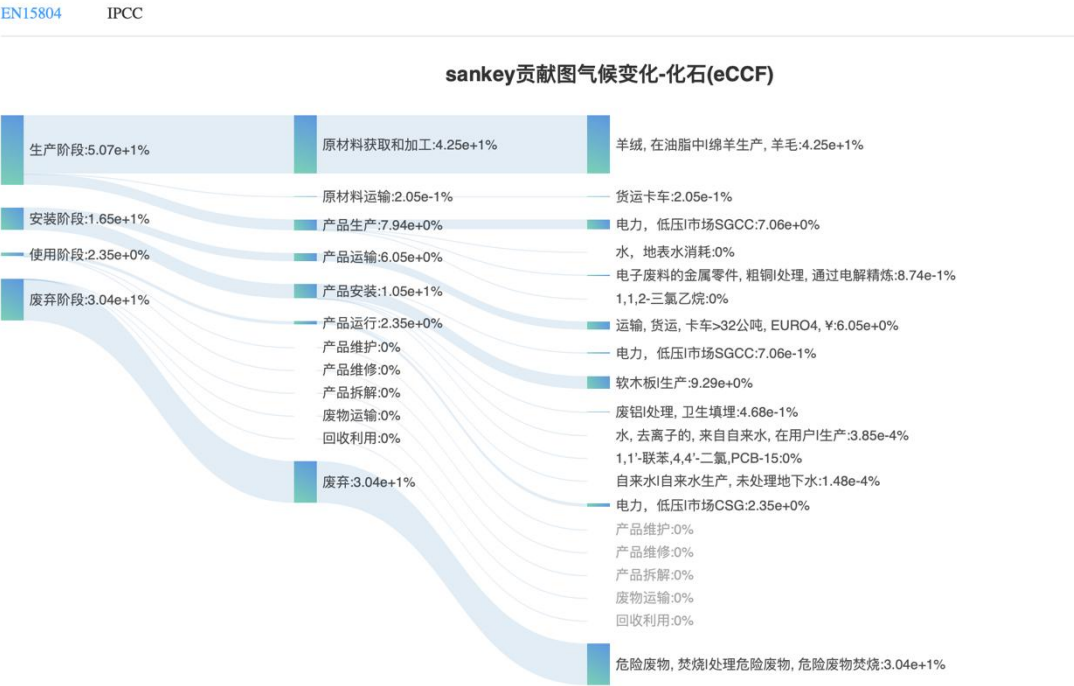 EN15804 IPCC
sankey贡献图气候变化-化石(eCCF)
生产阶段:5.07e+1%
安装阶段:1.65e+1%
使用阶段:2.35e+0%
废弃阶段:3.04e+1%
原材料获取和加工:4.25e+1%
原材料运输:2.05e-1%
产品生产:7.94e+0%
产品运输:6.05e+0%
产品安装:1.05e+1%
产品运行:2.35e+0%
产品维护:0%
产品维修:0%
产品拆解:0%
废物运输:0%
回收利用:0%
废弃:3.04e+1%
羊绒, 在油脂中I绵羊生产, 羊毛:4.25e+1%
货运卡车:2.05e-1%
电力，低压I市场SGCC:7.06e+0%
水，地表水消耗:0%
电子废料的金属零件, 粗铜I处理, 通过电解精炼:8.74e-1%
1,1,2-三氯乙烷:0%
运输, 货运, 卡车>32公吨, EURO4, ¥:6.05e+0%
电力，低压I市场SGCC:7.06e-1%
软木板I生产:9.29e+0%
废铝I处理, 卫生填埋:4.68e-1%
水, 去离子的, 来自自来水, 在用户I生产:3.85e-4%
1,1'-联苯,4,4'-二氯,PCB-15:0%
自来水I自来水生产, 未处理地下水:1.48e-4%
电力，低压I市场CSG:2.35e+0%
产品维护:0%
产品维修:0%
产品拆解:0%
废物运输:0%
回收利用:0%
危险废物, 焚烧I处理危险废物, 危险废物焚烧:3.04e+1%